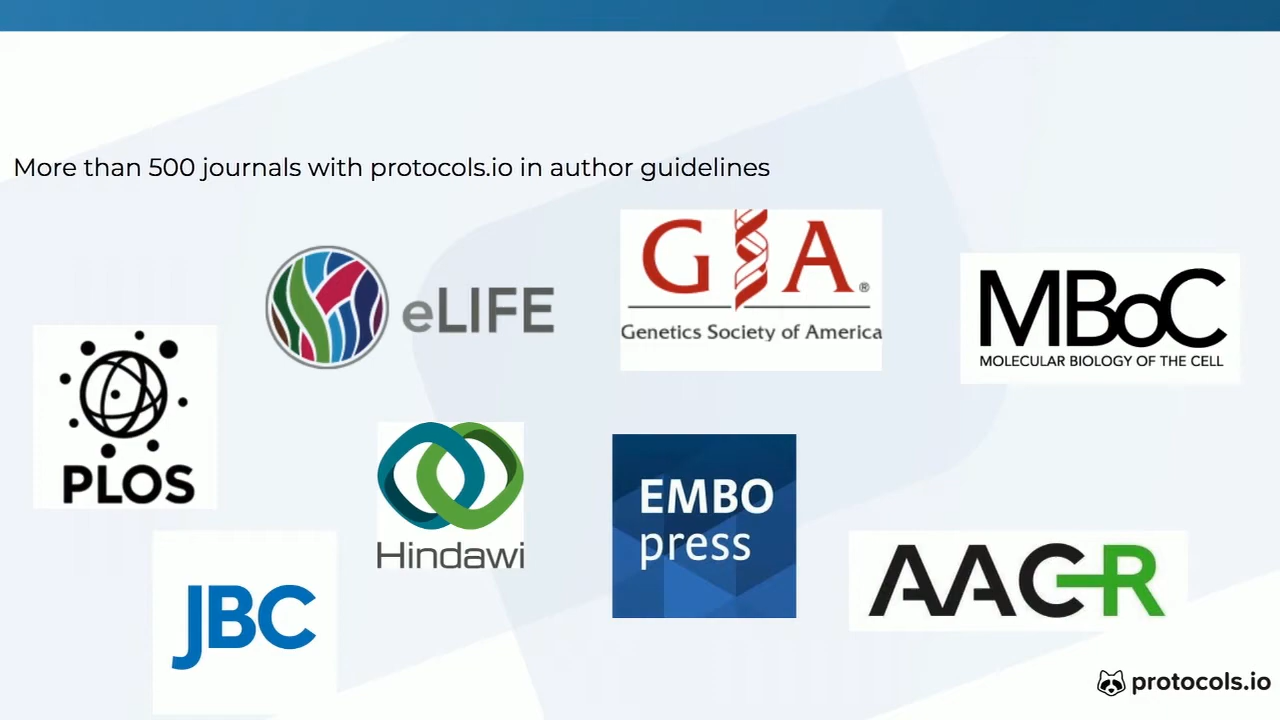 More than 500 journals with protocols.io in author guidelines
eLIFE
G A ®
Genetics Society of America
MBoC
MOLECULAR BIOLOGY OF THE CELL
PLOS
Hindawi
EMBO
press
JBC
AACR
protocols.io